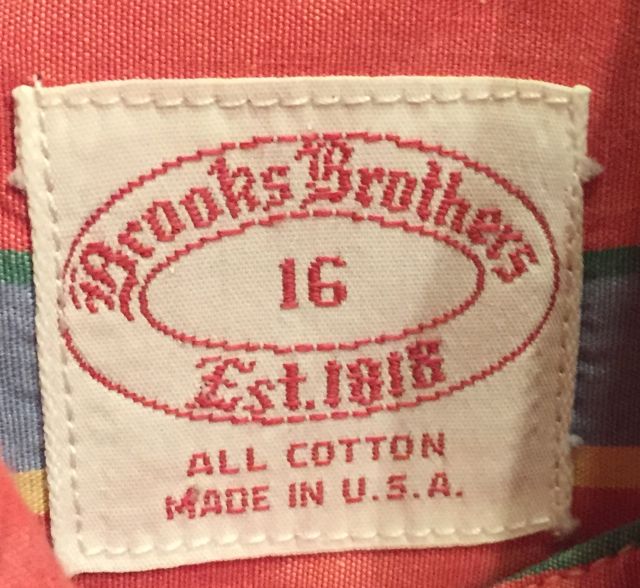 Brooks Brothers
16
Est. 1818
ALL COTTON
MADE IN U.S.A.